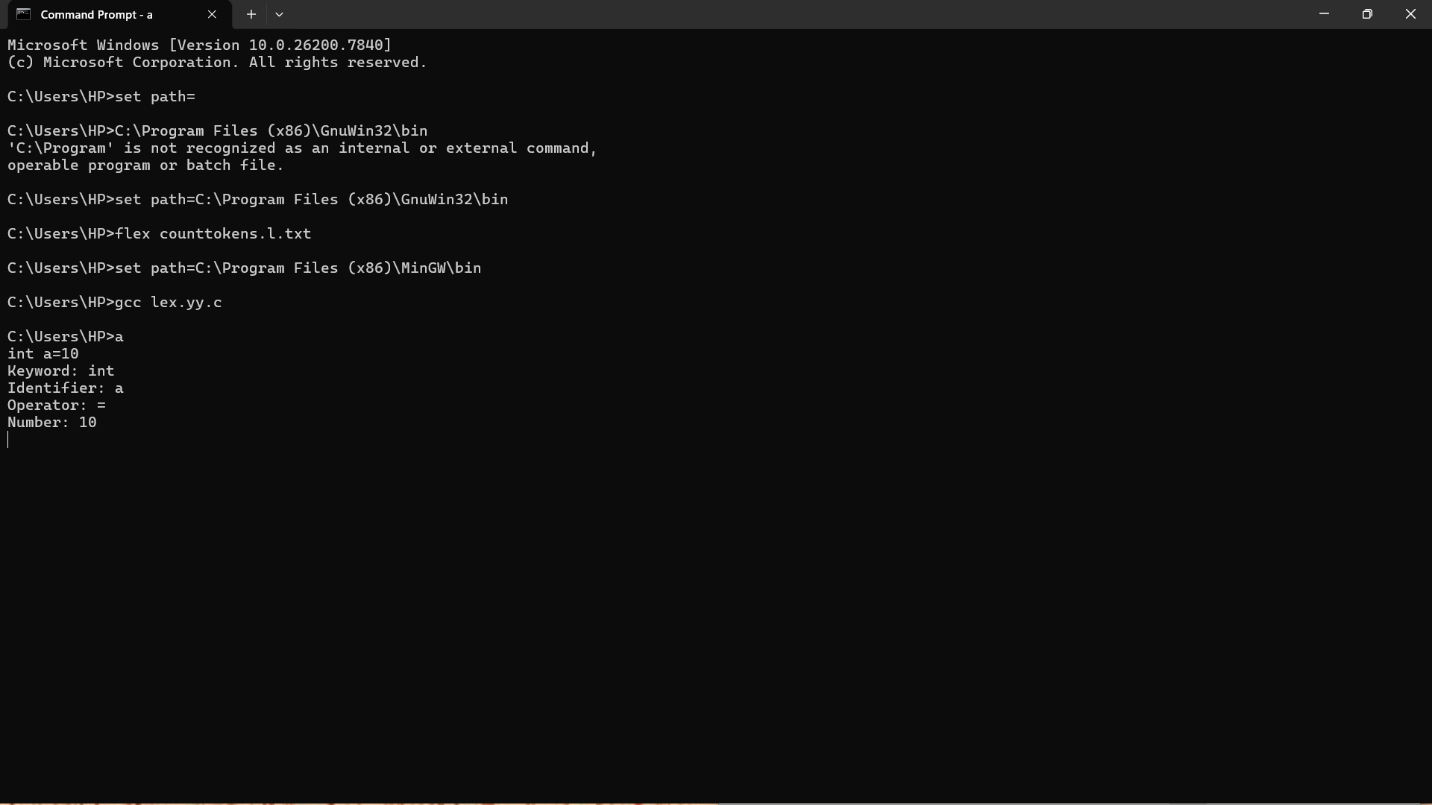 Command Prompt - a
Microsoft Windows [Version 10.0.26200.7840]
(c) Microsoft Corporation. All rights reserved.
C:\Users\HP>set path=
C:\Users\HP>C:\Program Files (x86)\GnuWin32\bin
'C:\Program' is not recognized as an internal or external command,
operable program or batch file.
C:\Users\HP>set path=C:\Program Files (x86)\GnuWin32\bin
C:\Users\HP>flex counttokens.l.txt
C:\Users\HP>set path=C:\Program Files (x86)\MinGW\bin
C:\Users\HP>gcc lex.yy.c
C:\Users\HP>a
int a=10
Keyword: int
Identifier: a
Operator: =
Number: 10